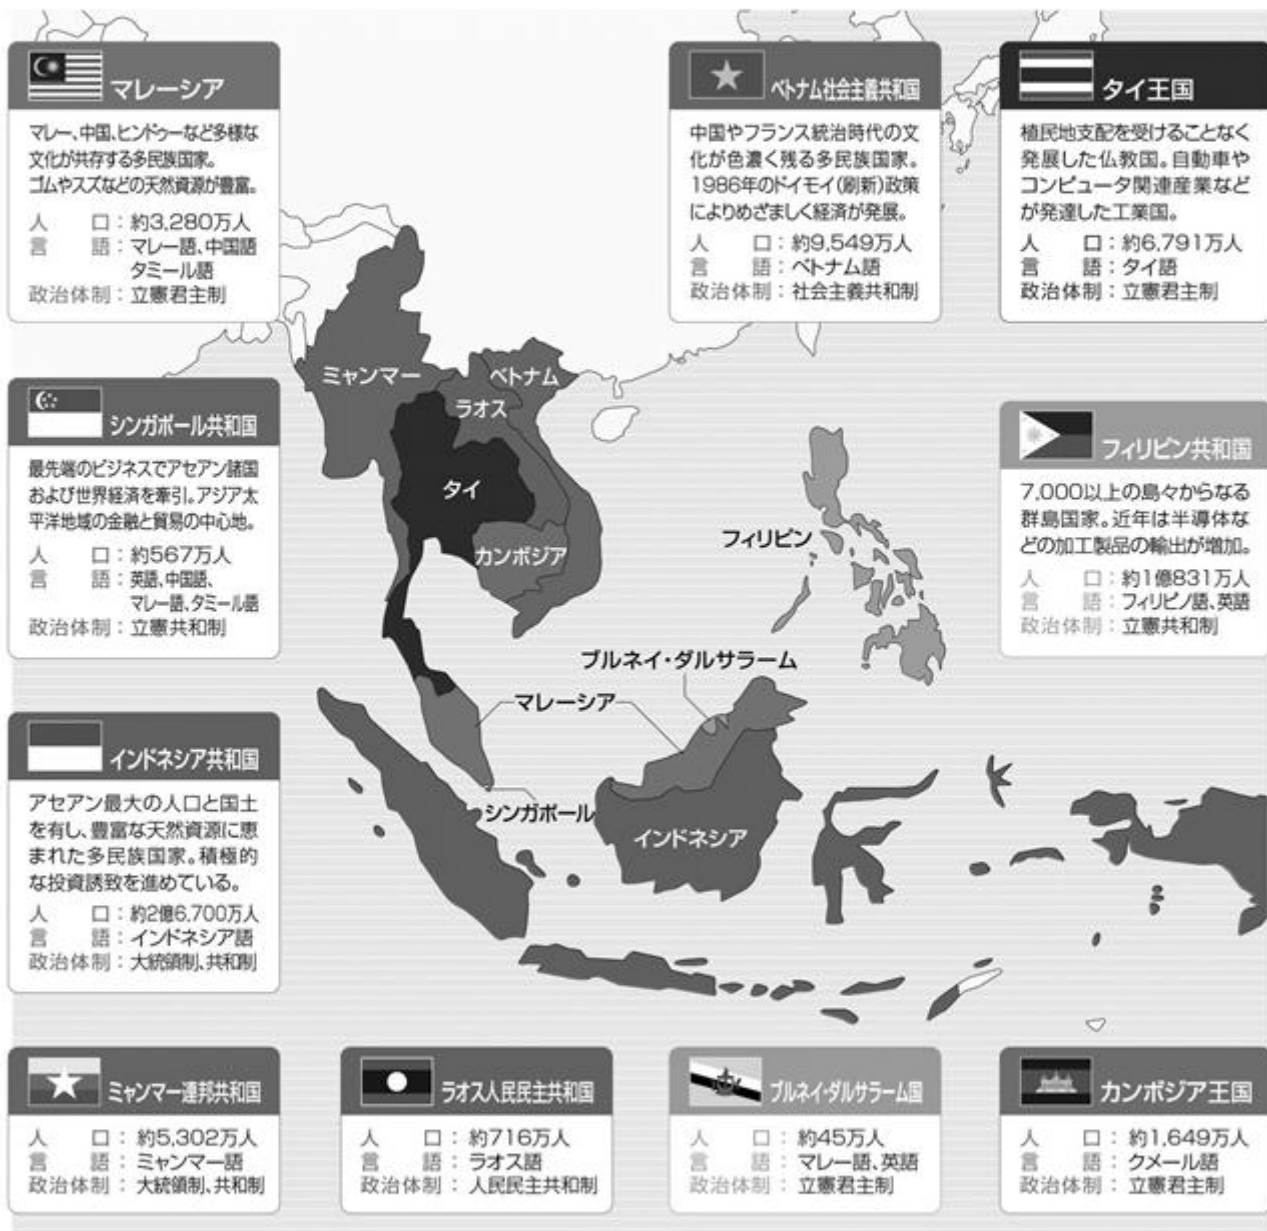 マレーシア
マレー、中国、ヒンドゥーなど多様な
文化が共存する多民族国家。
ゴムやスズなどの天然資源が豊富。
人口：約3,280万人
言語：マレー語、中国語
タミール語
政治体制：立憲君主制
ベトナム社会主義共和国
中国やフランス統治時代の文
化が色濃く残る多民族国家。
1986年のドイモイ(刷新)政策
によりめざましく経済が発展。
人口：約9,549万人
言語：ベトナム語
政治体制：社会主義共和制
タイ王国
植民地支配を受けることなく
発展した仏教国。自動車や
コンピュータ関連産業など
が発達した工業国。
人口：約6,791万人
言語：タイ語
政治体制：立憲君主制
シンガポール共和国
最先端のビジネスでアセアン諸国
および世界経済を牽引。アジア太
平洋地域の金融と貿易の中心地。
人口：約567万人
言語：英語、中国語、
マレー語、タミール語
政治体制：立憲共和制
フィリピン共和国
7,000以上の島々からなる
群島国家。近年は半導体な
どの加工製品の輸出が増加。
人口：約1億831万人
言語：フィリピノ語、英語
政治体制：立憲共和制
ミャンマー
ベトナム
ラオス
タイ
カンボジア
フィリピン
ブルネイ・ダルサラーム
マレーシア
シンガポール
インドネシア
インドネシア共和国
アセアン最大の人口と国土
を有し、豊富な天然資源に恵
まれた多民族国家。積極的
な投資誘致を進めている。
人口：約2億6,700万人
言語：インドネシア語
政治体制：大統領制、共和制
ミャンマー連邦共和国
人口：約5,302万人
言語：ミャンマー語
政治体制：大統領制、共和制
ラオス人民民主共和国
人口：約716万人
言語：ラオス語
政治体制：人民民主共和制
ブルネイ・ダルサラーム国
人口：約45万人
言語：マレー語、英語
政治体制：立憲君主制
カンボジア王国
人口：約1,649万人
言語：クメール語
政治体制：立憲君主制